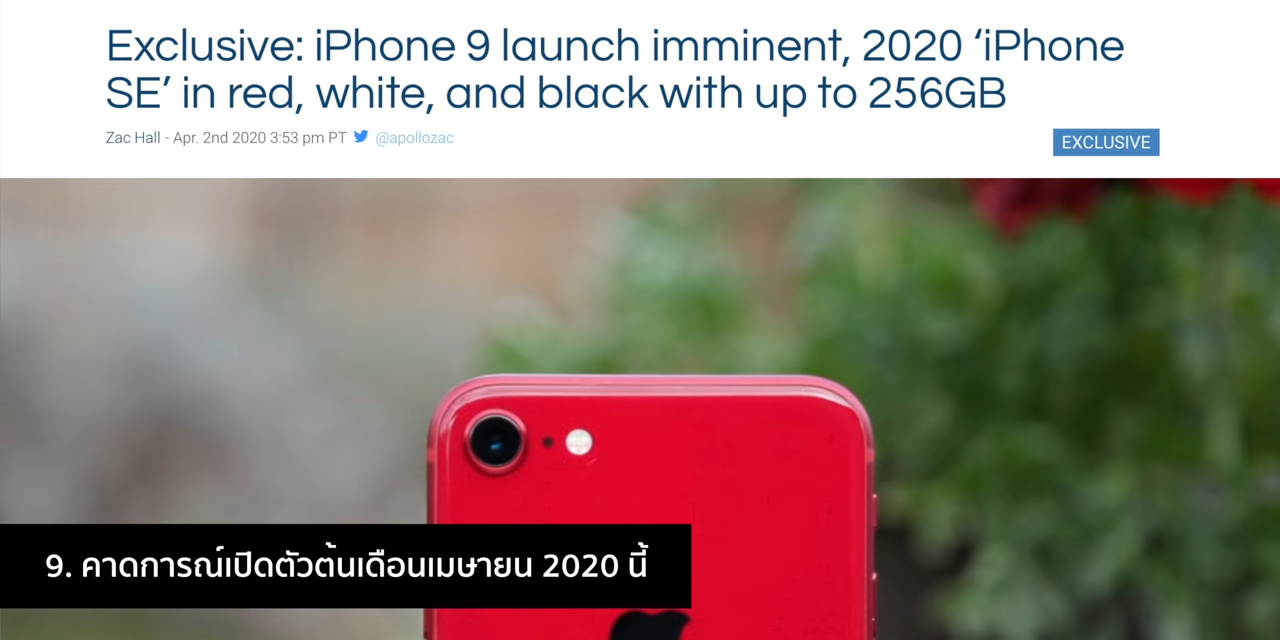 Exclusive: iPhone 9 launch imminent, 2020 ‘iPhone
SE’ in red, white, and black with up to 256GB
Zac Hall - Apr. 2nd 2020 3:53 pm PT @apollozac
EXCLUSIVE
9. คาดการณ์เปิดตัวต้นเดือนเมษายน 2020 นี้